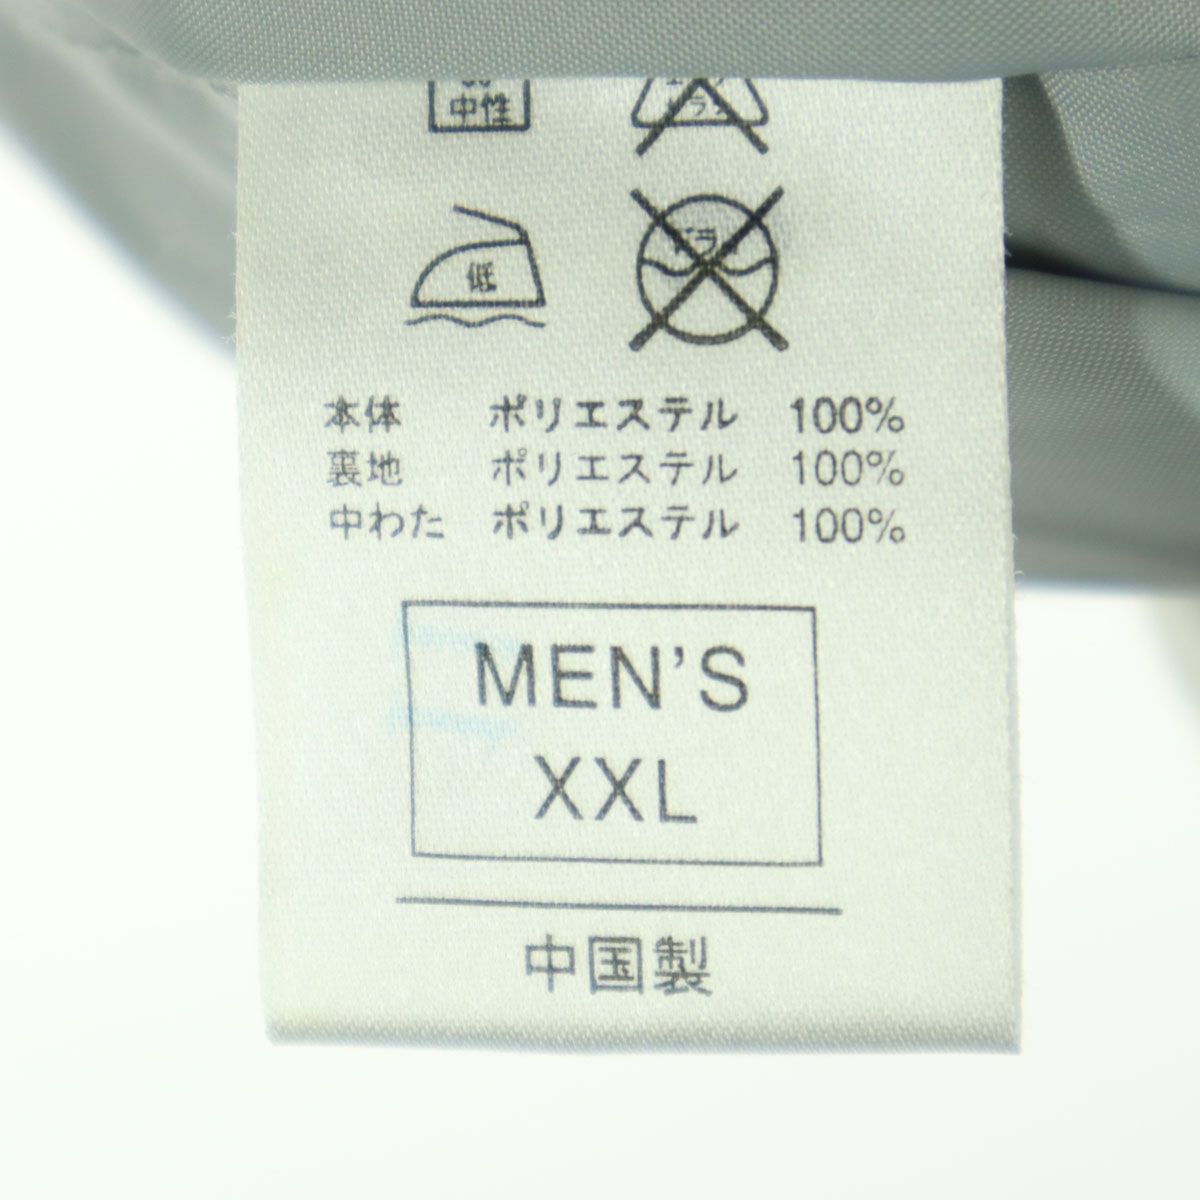 中性
低
本体 ポリエステル 100%
裏地 ポリエステル 100%
中わた ポリエステル 100%
MEN'S
XXL
中国製